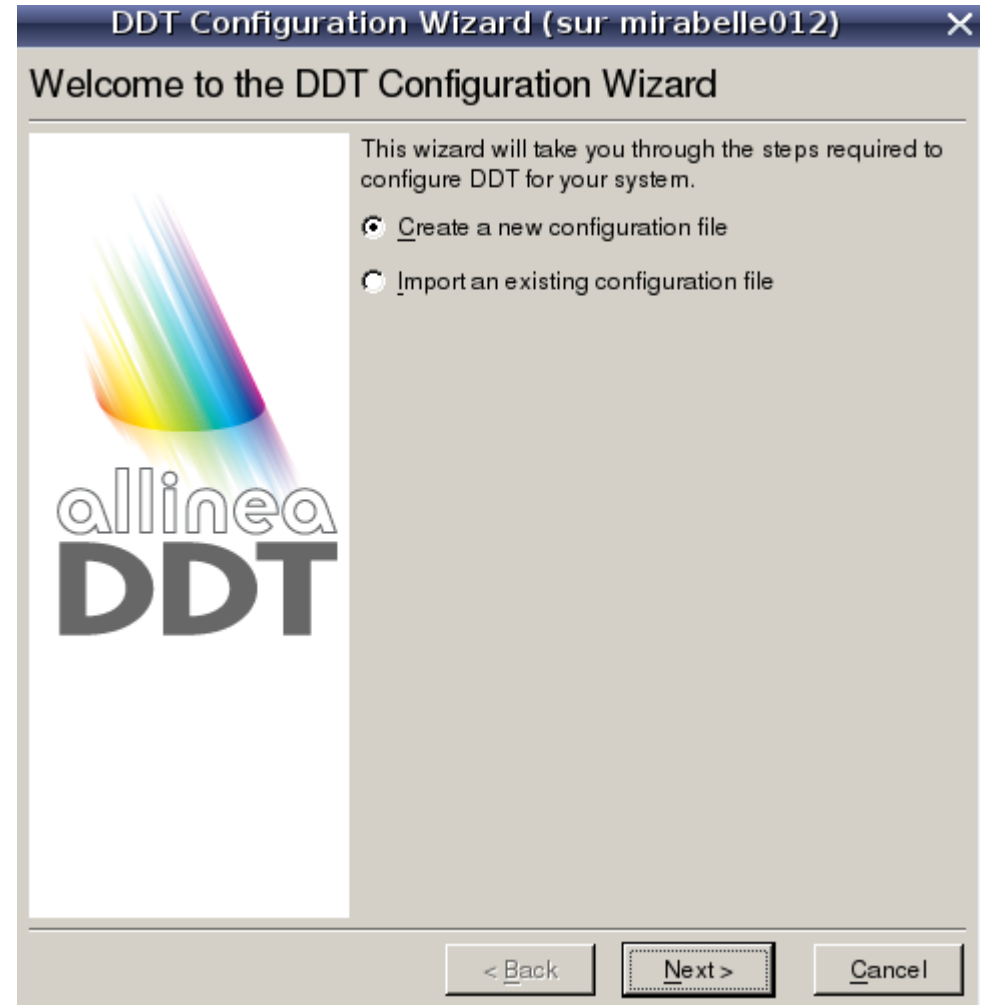 DDT Configuration Wizard (sur mirabelle012)
Welcome to the DDT Configuration Wizard
This wizard will take you through the steps required to
configure DDT for your system.
Create a new configuration file
Import an existing configuration file
allinea
DDT
< Back
Next >
Cancel